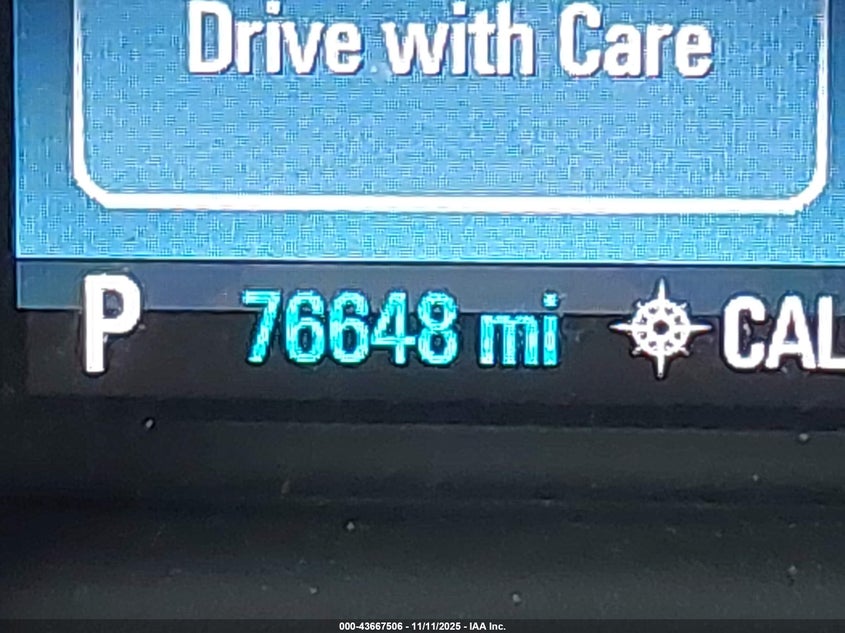 Drive with Care
P 76648 mi CAL
000-43667506 - 11/11/2025 - IAA Inc.